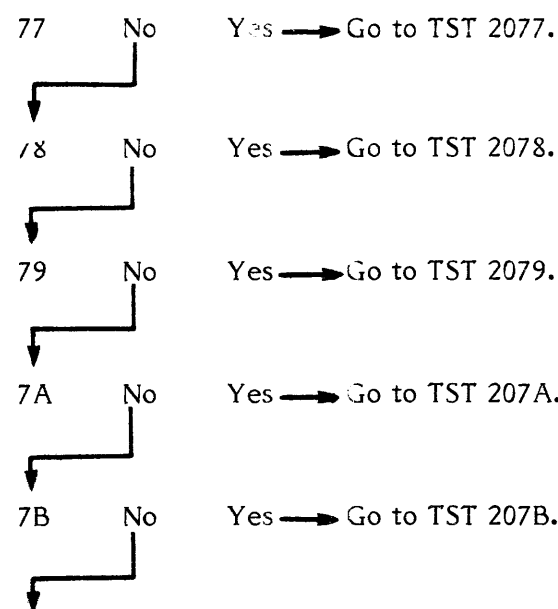 77 No Yes Go to TST 2077.
78 No Yes Go to TST 2078.
79 No Yes Go to TST 2079.
7A No Yes Go to TST 207A.
7B No Yes Go to TST 207B.